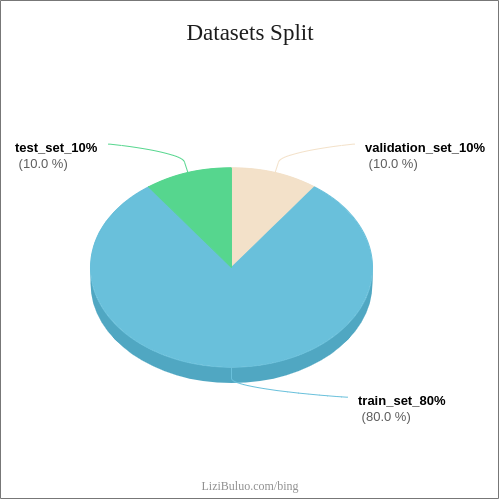 Datasets Split
test_set_10%
(10.0 %)
validation_set_10%
(10.0 %)
train_set_80%
(80.0 %)
LiziBuluo.com/bing